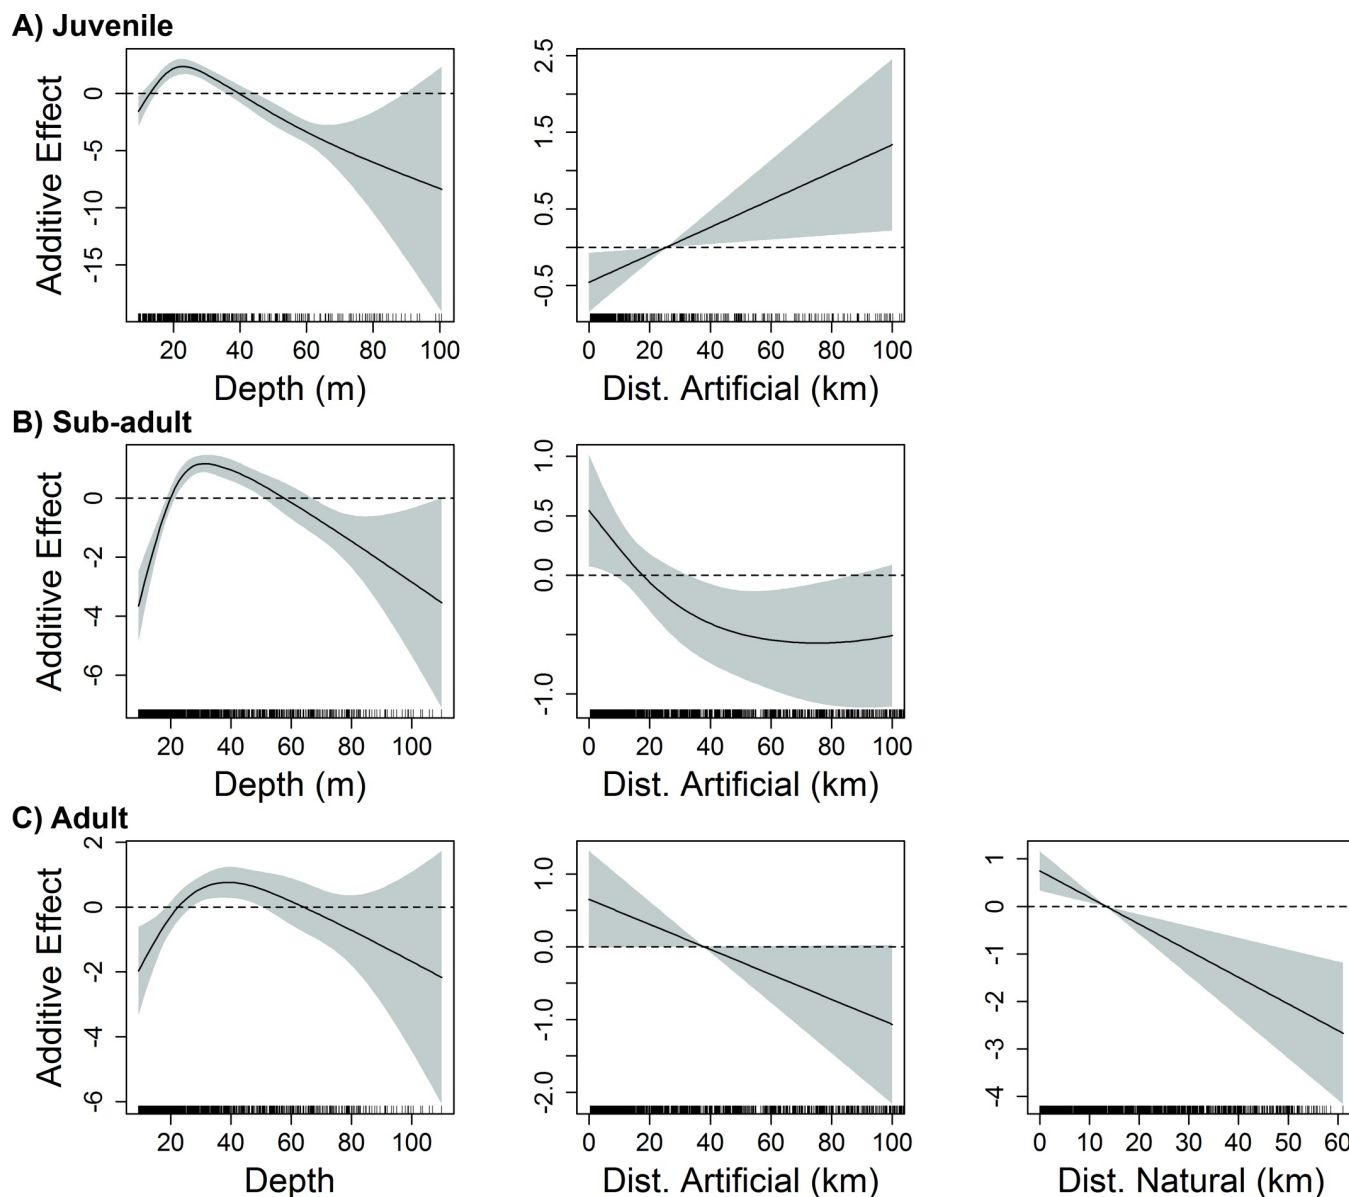 A) Juvenile
Additive Effect
0
-5
-10
-15
20 40 60 80 100
Depth (m)
2.5
1.5
0.5
-0.5
0 20 40 60 80 100
Dist. Artificial (km)
B) Sub-adult
Additive Effect
0
-2
-4
-6
20 40 60 80 100
Depth (m)
1.0
0.5
0.0
-1.0
0 20 40 60 80 100
Dist. Artificial (km)
C) Adult
Additive Effect
2
0
-2
-4
-6
20 40 60 80 100
Depth
1.0
0.0
-1.0
-2.0
0 20 40 60 80 100
Dist. Artificial (km)
1
0
-1
-2
-3
-4
0 10 20 30 40 50 60
Dist. Natural (km)